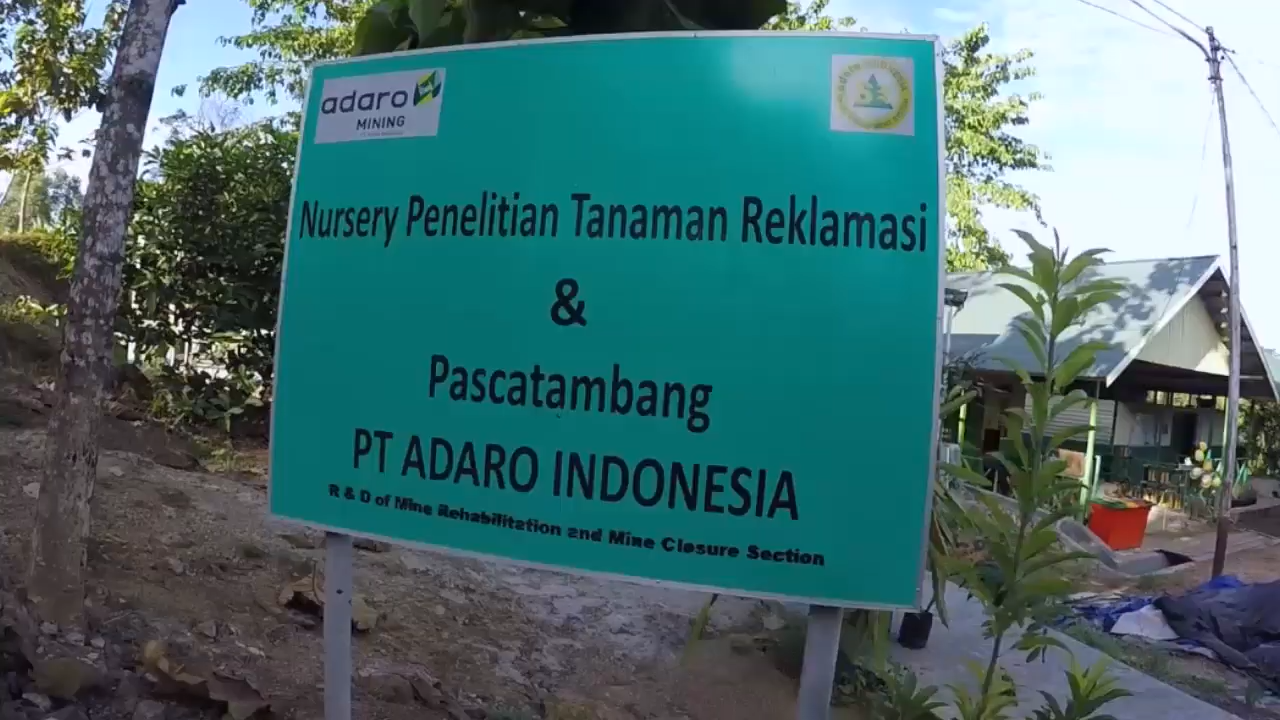 adaro
MINING
Nursery Penelitian Tanaman Reklamasi
&
Pascatambang
PT ADARO INDONESIA
R & D of Mine Rehabilitation and Mine Closure Section